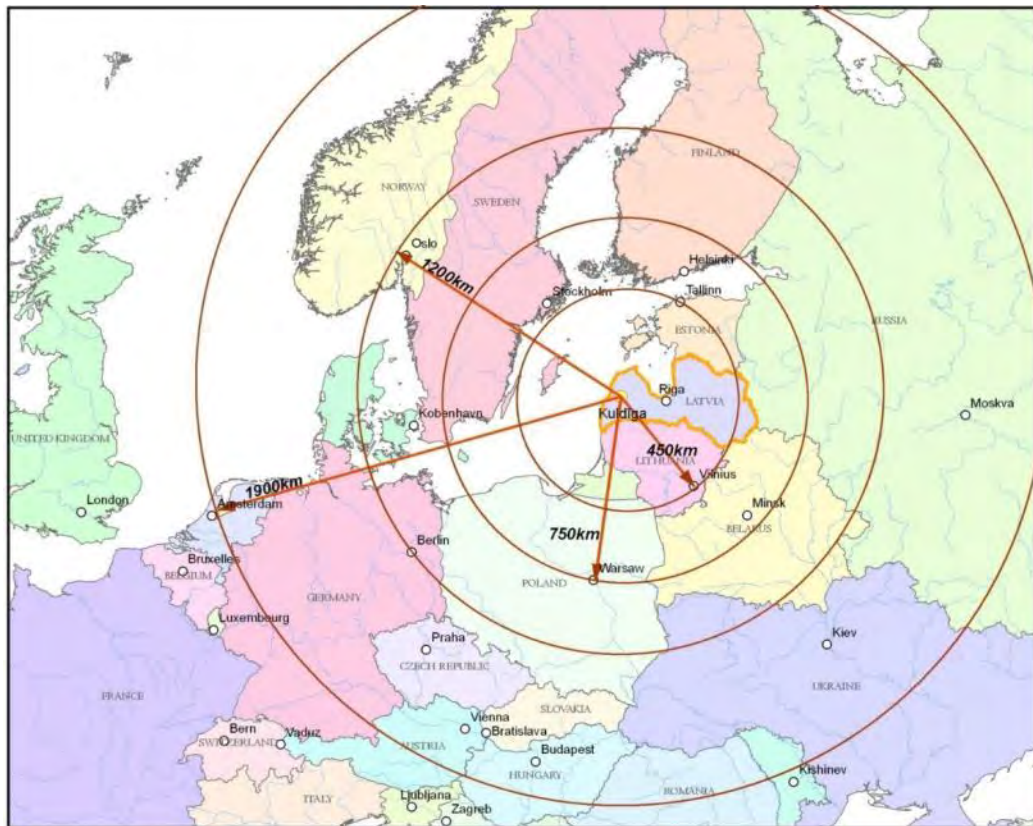 FINLAND
NORWAY
SWEDEN
Oslo
1200km
Helsinki
Stockholm
Tallinn
ESTONIA
RUSSIA
Riga
LATVIA
Kuldiga
Kobenhavn
Moskva
UNITED KINGDOM
450km
LITHUANIA
Vilnius
1900km
London
Amsterdam
Minsk
BELARUS
750km
Berlin
Warsaw
Bruxelles
BELGIUM
POLAND
GERMANY
Luxembourg
Praha
CZECH REPUBLIC
Kiev
UKRAINE
FRANCE
SLOVAKIA
Vienna
Bratislava
Bern
SWITZERLAND
Vaduz
AUSTRIA
Budapest
HUNGARY
Kishinev
ROMANIA
ITALY
Ljubljana
Zagreb